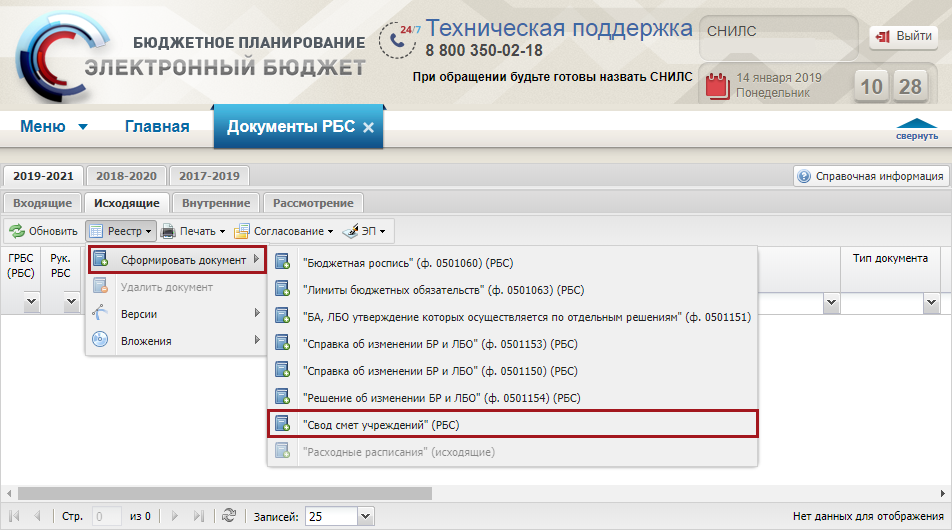 БЮДЖЕТНОЕ ПЛАНИРОВАНИЕ
ЭЛЕКТРОННЫЙ БЮДЖЕТ
24/7
Техническая поддержка
8 800 350-02-18
При обращении будьте готовы назвать СНИЛС
СНИЛС
Выйти
14 января 2019
Понедельник
10 28
Меню Главная Документы РБС
свернуть
2019-2021 2018-2020 2017-2019
Справочная информация
Входящие Исходящие Внутренние Рассмотрение
Обновить Реестр Печать Согласование ЭП
ГРБС (РБС)
Рук. РБС
Тип документа
Сформировать документ
Удалить документ
Версии
Вложения
"Бюджетная роспись" (ф. 0501060) (РБС)
"Лимиты бюджетных обязательств" (ф. 0501063) (РБС)
"БА, ЛБО утверждение которых осуществляется по отдельным решениям" (ф. 0501151)
"Справка об изменении БР и ЛБО" (ф. 0501153) (РБС)
"Справка об изменении БР и ЛБО" (ф. 0501150) (РБС)
"Решение об изменении БР и ЛБО" (ф. 0501154) (РБС)
"Свод смет учреждений" (РБС)
"Расходные расписания" (исходящие)
Стр. 0 из 0 Записей: 25 Нет данных для отображения